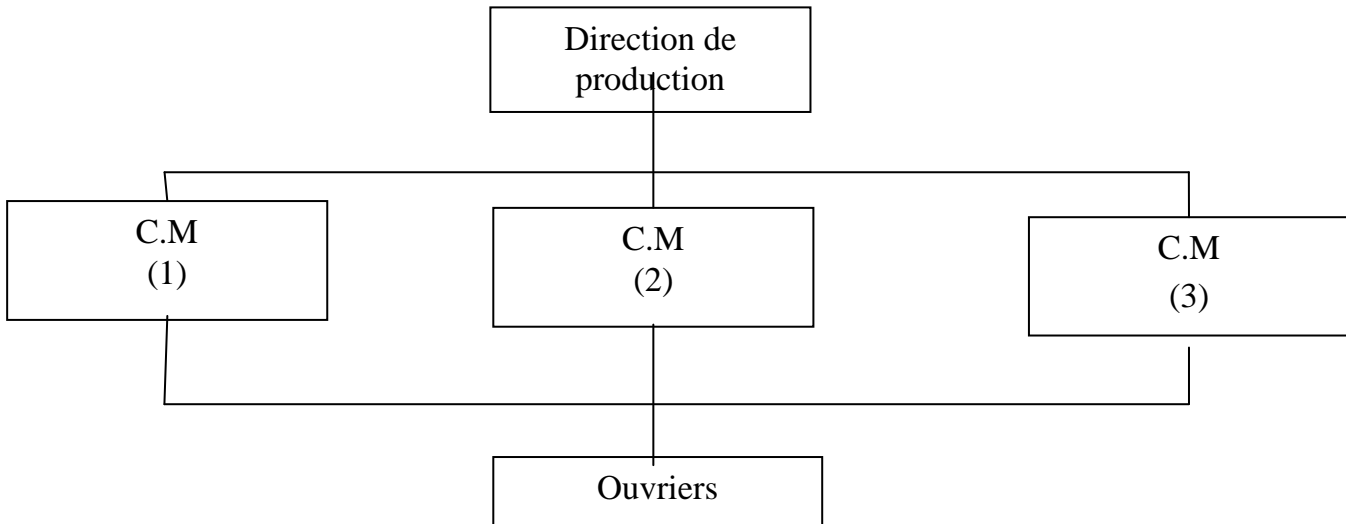 Direction de
production
C.M
(1)
C.M
(2)
C.M
(3)
Ouvriers